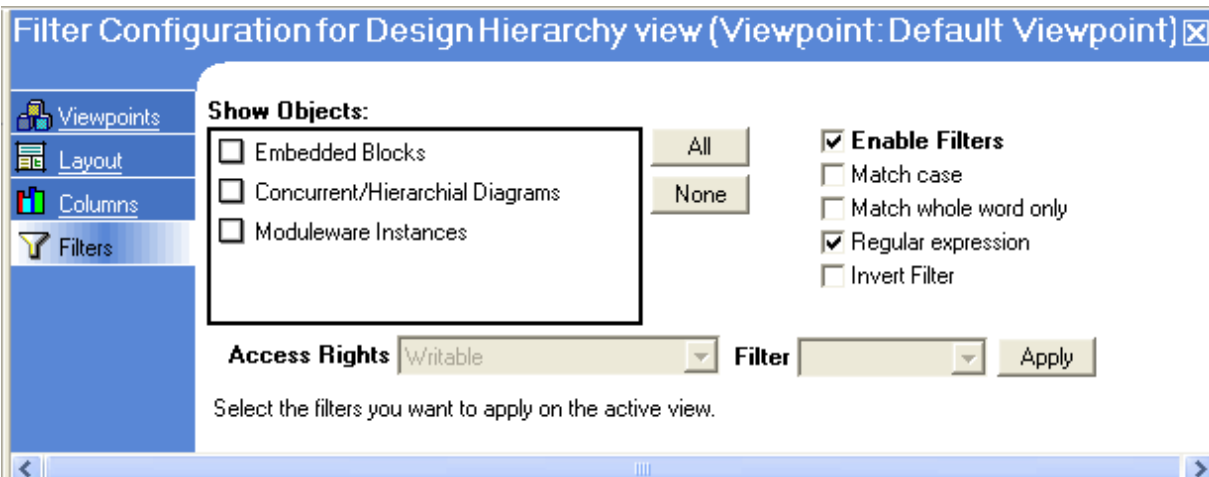 Filter Configuration for Design Hierarchy view (Viewpoint: Default Viewpoint)
Viewpoints
Layout
Columns
Filters
Show Objects:
Embedded Blocks
Concurrent/Hierarchial Diagrams
Moduleware Instances
All
None
Enable Filters
Match case
Match whole word only
Regular expression
Invert Filter
Access Rights Writable Filter Apply
Select the filters you want to apply on the active view.